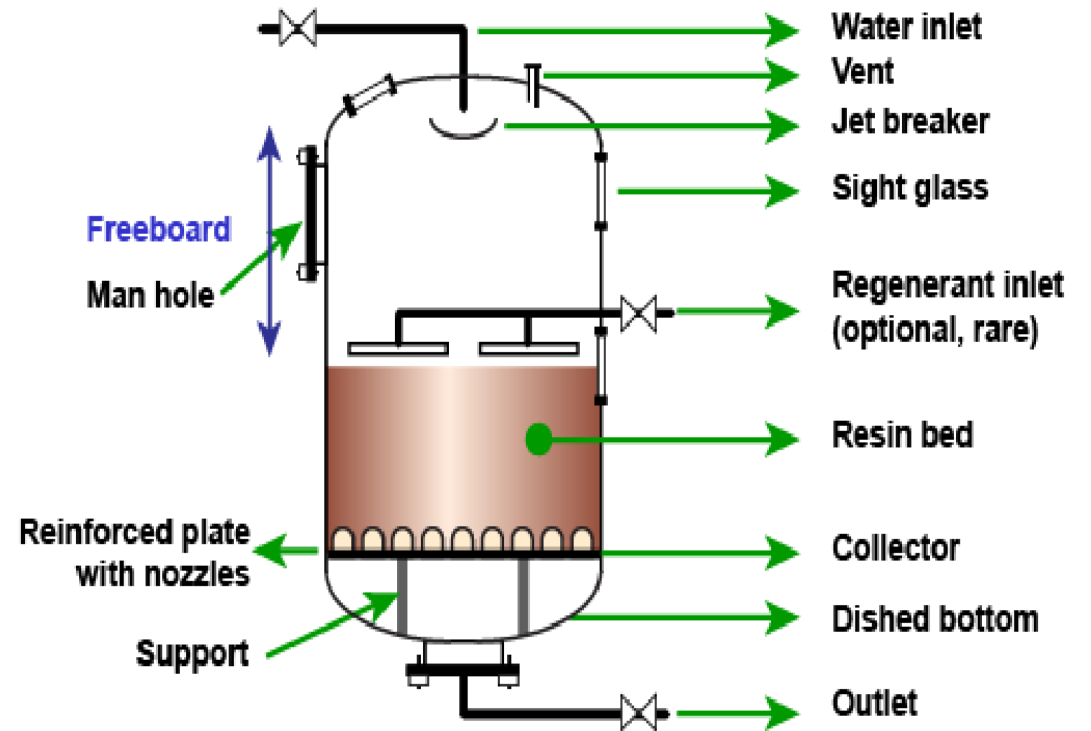 Water inlet
Vent
Jet breaker
Sight glass
Freeboard
Man hole
Regenerant inlet
(optional, rare)
Resin bed
Reinforced plate
with nozzles
Collector
Dished bottom
Support
Outlet